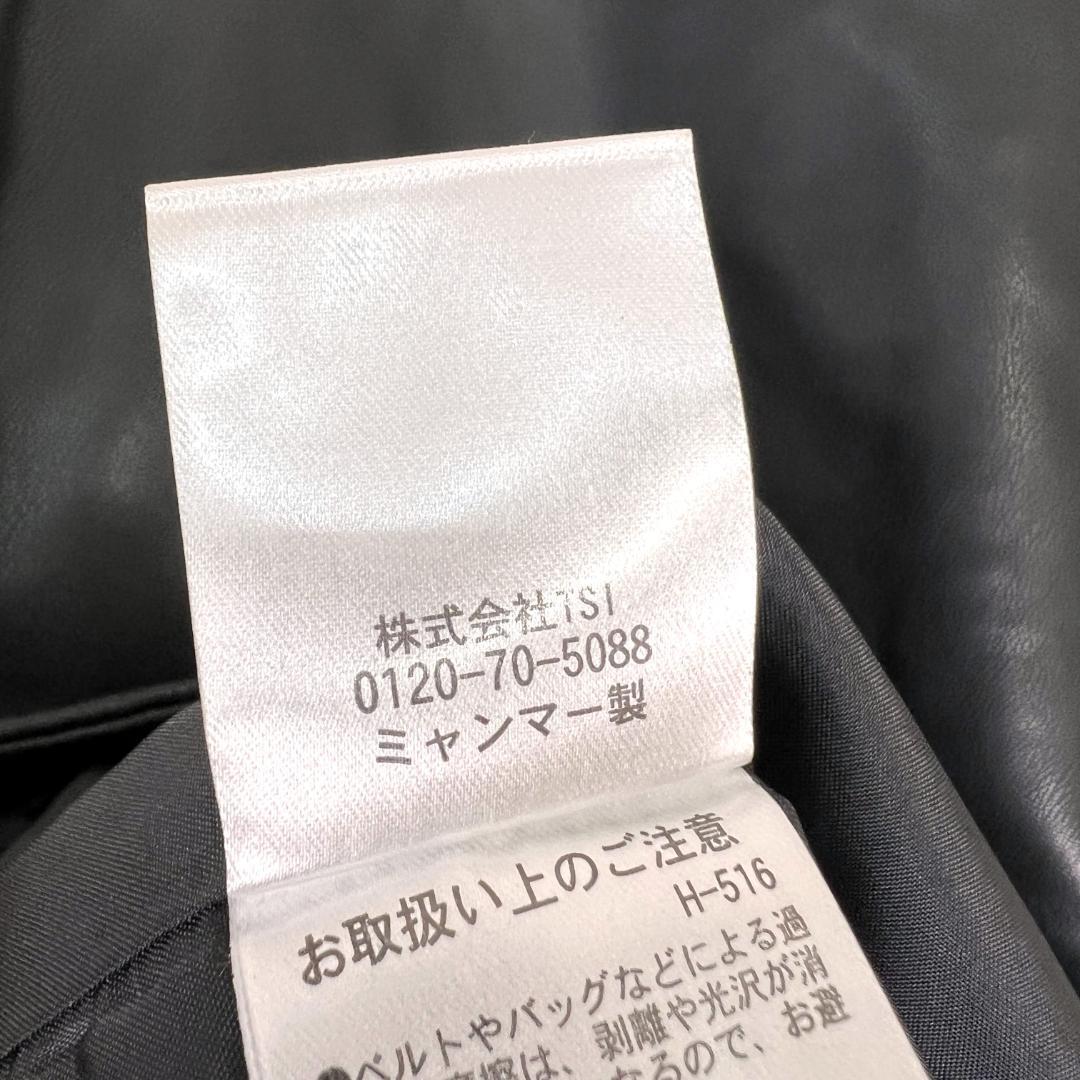 株式会社TSI
0120-70-5088
ミャンマー製
お取扱い上のご注意
H-516
●ベルトやバッグなどによる過
摩擦は、剥離や光沢が消
なるので、お避